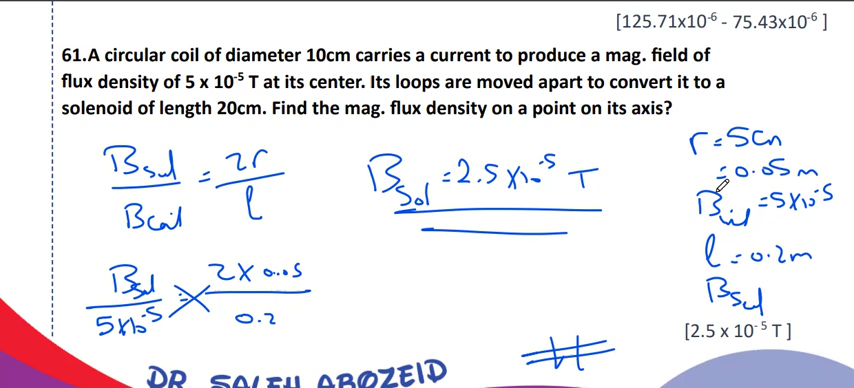 [125.71x10⁻⁶ - 75.43x10⁻⁶ ]
61.A circular coil of diameter 10cm carries a current to produce a mag. field of
flux density of 5 x 10⁻⁵ T at its center. Its loops are moved apart to convert it to a
solenoid of length 20cm. Find the mag. flux density on a point on its axis?
Bsol / Bcoil = 2r / l
Bsol / 5x10⁻⁵ = 2 x 0.05 / 0.2
Bsol = 2.5 x10⁻⁵ T
r = 5cm
= 0.05 m
Bcoil = 5x10⁻⁵
l = 0.2m
Bsol
[2.5 x 10⁻⁵ T ]
DR SALEH ABOZEID